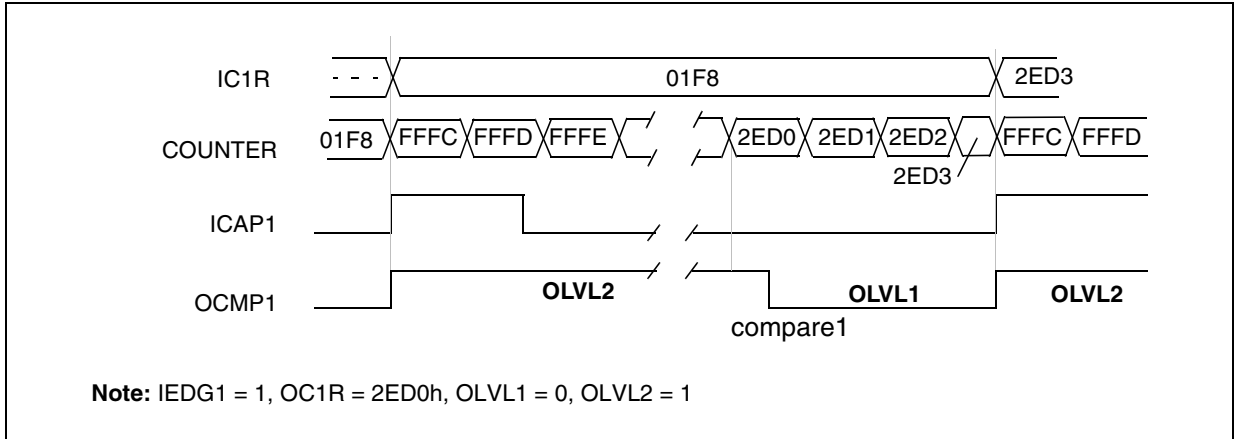 IC1R - - - 01F8 2ED3
COUNTER 01F8 FFFC FFFD FFFE 2ED0 2ED1 2ED2 FFFC FFFD
2ED3
ICAP1
OCMP1 OLVL2 OLVL1 OLVL2
compare1
Note: IEDG1 = 1, OC1R = 2ED0h, OLVL1 = 0, OLVL2 = 1